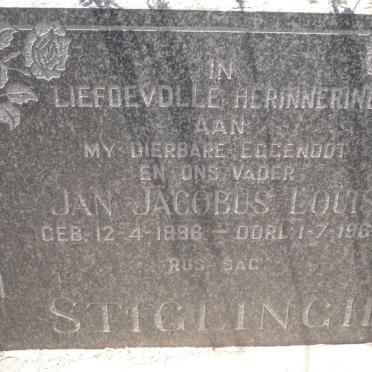 IN
LIEFDEVOLLE HERINNERING
AAN
MY DIERBARE EGGENOOT
EN ONS VADER
JAN JACOBUS LOUIS
GEB. 12-4-1896 — OORL. 1-7-196
RUS SAG
STIGLINGH